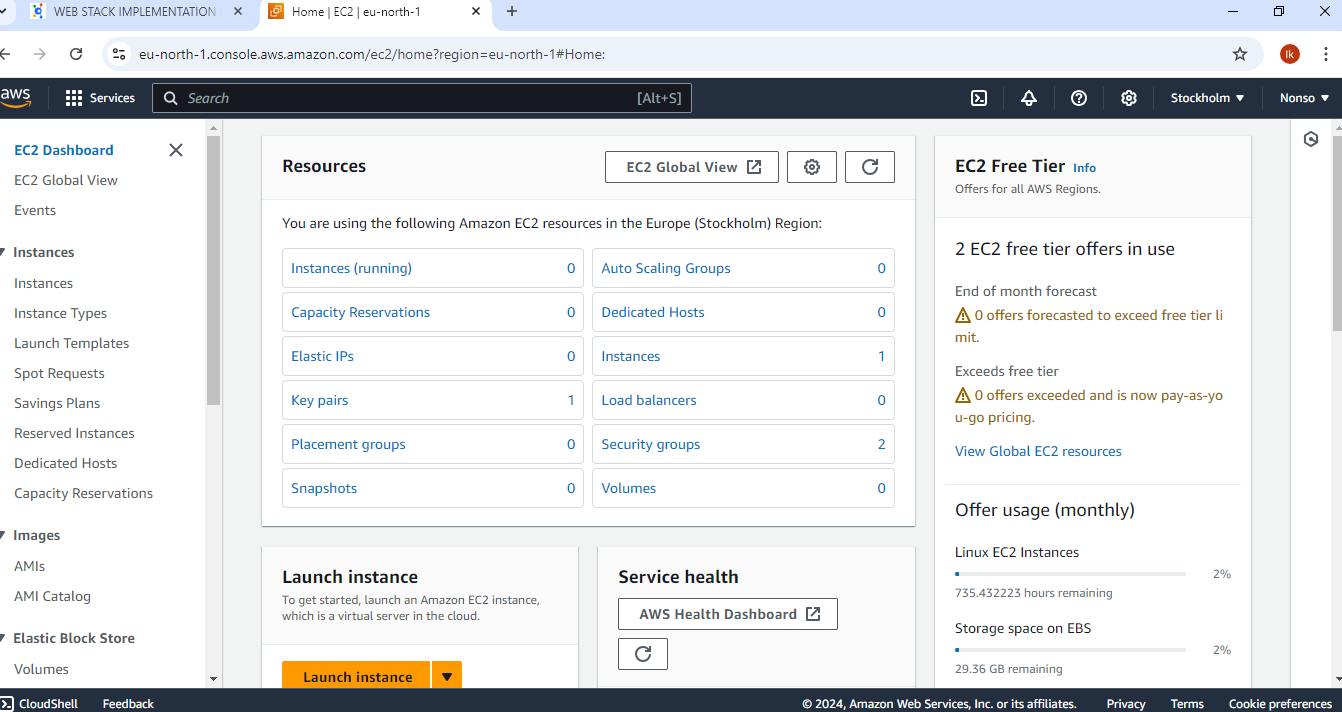 WEB STACK IMPLEMENTATION
Home | EC2 | eu-north-1
eu-north-1.console.aws.amazon.com/ec2/home?region=eu-north-1#Home:
Ik
aws
Services
Search
[Alt+S]
Stockholm
Nonso
EC2 Dashboard
EC2 Global View
Events
Instances
Instances
Instance Types
Launch Templates
Spot Requests
Savings Plans
Reserved Instances
Dedicated Hosts
Capacity Reservations
Images
AMIs
AMI Catalog
Elastic Block Store
Volumes
Resources
EC2 Global View
You are using the following Amazon EC2 resources in the Europe (Stockholm) Region:
Instances (running) 0
Auto Scaling Groups 0
Capacity Reservations 0
Dedicated Hosts 0
Elastic IPs 0
Instances 1
Key pairs 1
Load balancers 0
Placement groups 0
Security groups 2
Snapshots 0
Volumes 0
Launch instance
To get started, launch an Amazon EC2 instance,
which is a virtual server in the cloud.
Launch instance
Service health
AWS Health Dashboard
EC2 Free Tier Info
Offers for all AWS Regions.
2 EC2 free tier offers in use
End of month forecast
0 offers forecasted to exceed free tier li
mit.
Exceeds free tier
0 offers exceeded and is now pay-as-yo
u-go pricing.
View Global EC2 resources
Offer usage (monthly)
Linux EC2 Instances
2%
735.432223 hours remaining
Storage space on EBS
2%
29.36 GB remaining
CloudShell
Feedback
© 2024, Amazon Web Services, Inc. or its affiliates.
Privacy
Terms
Cookie preferences